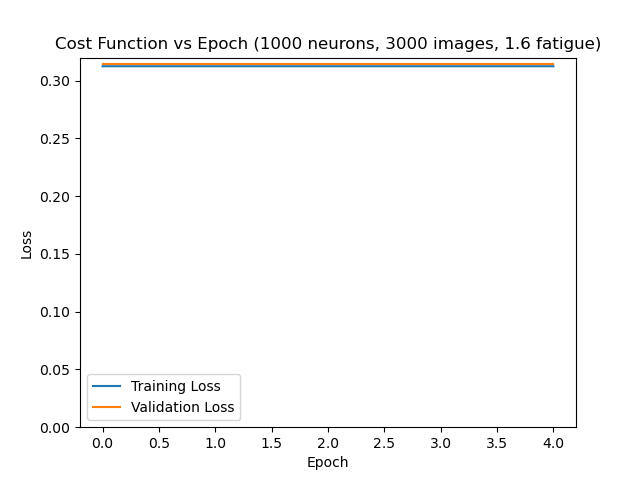 Cost Function vs Epoch (1000 neurons, 3000 images, 1.6 fatigue)
0.30
0.25
0.20
0.15
0.10
0.05
0.00
Loss
Training Loss
Validation Loss
0.0 0.5 1.0 1.5 2.0 2.5 3.0 3.5 4.0
Epoch